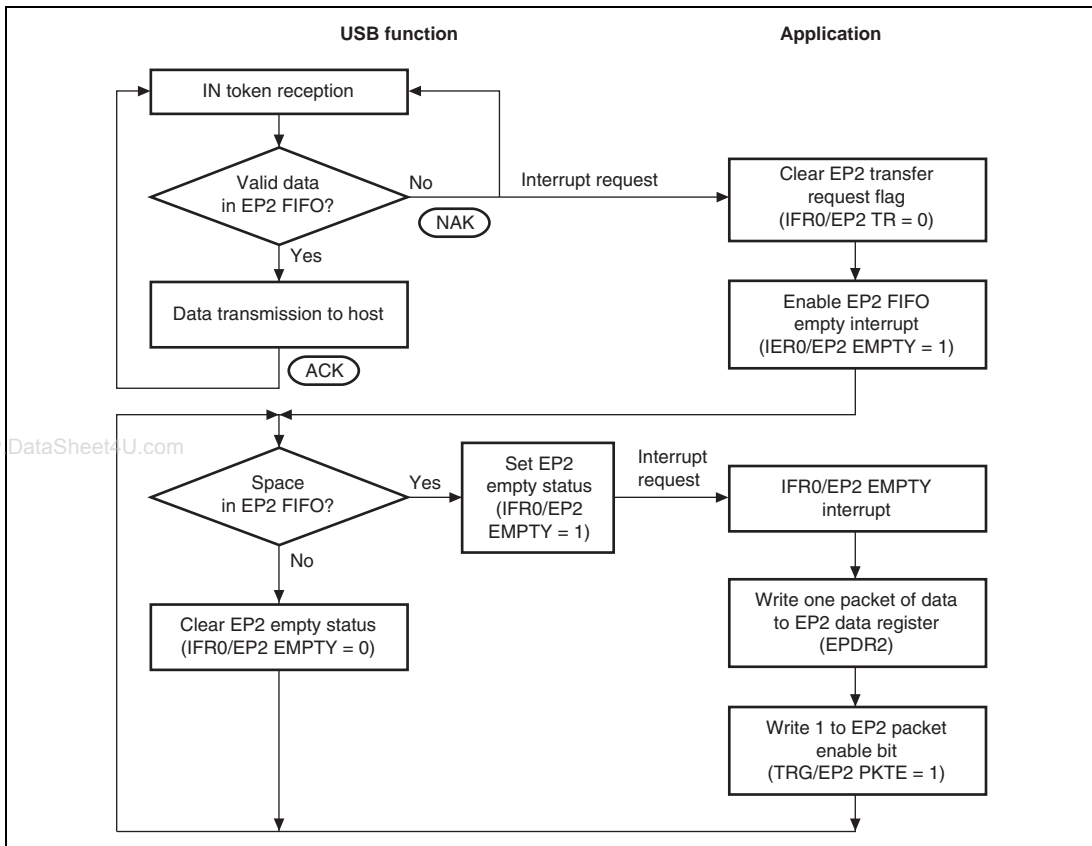 USB function
Application
IN token reception
Valid data
in EP2 FIFO?
No
NAK
Interrupt request
Clear EP2 transfer
request flag
(IFR0/EP2 TR = 0)
Yes
Data transmission to host
ACK
Enable EP2 FIFO
empty interrupt
(IER0/EP2 EMPTY = 1)
.DataSheet4U.com
Space
in EP2 FIFO?
Yes
Set EP2
empty status
(IFR0/EP2
EMPTY = 1)
Interrupt
request
IFR0/EP2 EMPTY
interrupt
No
Clear EP2 empty status
(IFR0/EP2 EMPTY = 0)
Write one packet of data
to EP2 data register
(EPDR2)
Write 1 to EP2 packet
enable bit
(TRG/EP2 PKTE = 1)